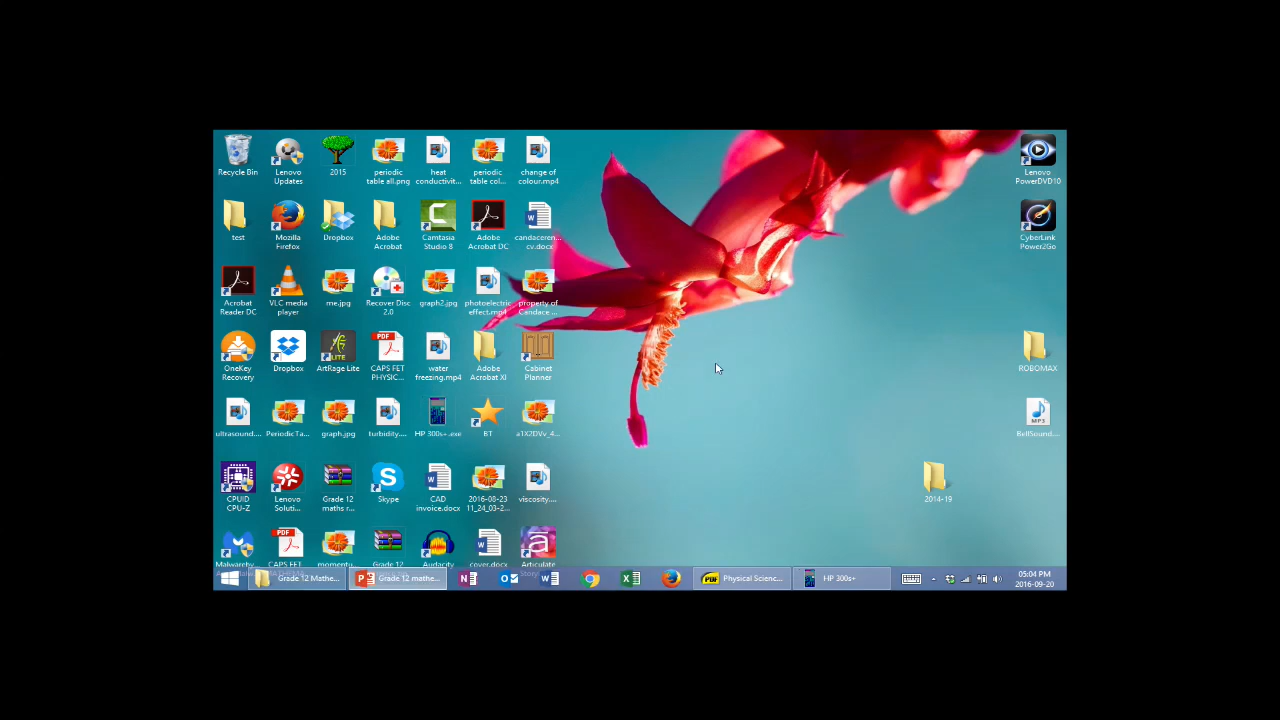 Recycle Bin
Lenovo
Updates
2015
periodic
table all.png
heat
conductivit...
periodic
table col...
change of
colour.mp4
Lenovo
PowerDVD10
test
Mozilla
Firefox
Dropbox
Adobe
Acrobat
Camtasia
Studio 8
Adobe
Acrobat DC
candaceren...
cv.docx
CyberLink
Power2Go
Acrobat
Reader DC
VLC media
player
me.jpg
Recover Disc
2.0
graph2.jpg
photoelectric
effect.mp4
property of
Candace ...
OneKey
Recovery
Dropbox
ArtRage Lite
CAPS FET
PHYSIC...
water
freezing.mp4
Adobe
Acrobat XI
Cabinet
Planner
ROBOMAX
ultrasound....
PeriodicTa...
graph.jpg
turbidity....
HP 300s+.exe
BT
a1X2DVv_4...
MP3
BellSound...
CPUID
CPU-Z
Lenovo
Soluti...
Grade 12
maths r...
Skype
CAD
invoice.docx
2016-08-23
11_24_03-2...
viscosity....
2014-19
Malwareby...
CAPS FET
momentu...
Grade 12
Audacity
cover.docx
Articulate
Grade 12 Mathe...
Grade 12 mathe...
Physical Scienc...
HP 300s+
05:04 PM
2016-09-20